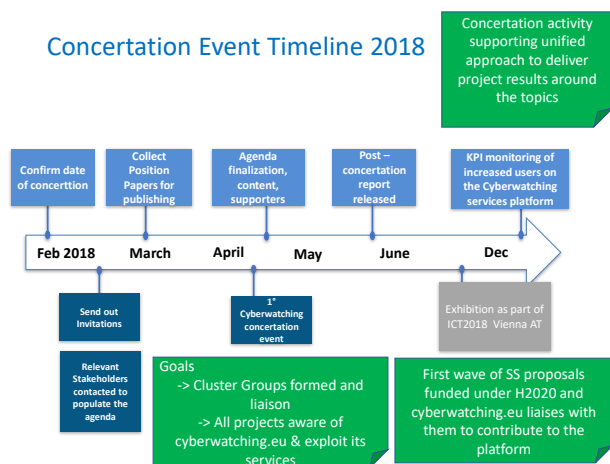 Concertation Event Timeline 2018
Concertation activity
supporting unified
approach to deliver
project results around
the topics
Confirm date
of concerttion
Collect
Position
Papers for
publishing
Agenda
finalization,
content,
supporters
Post –
concertation
report
released
KPI monitoring of
increased users on
the Cyberwatching
services platform
Feb 2018
March
April
May
June
Dec
Send out
Invitations
1°
Cyberwatching
concertation
event
Exhibition as part of
ICT2018 Vienna AT
Relevant
Stakeholders
contacted to
populate the
agenda
Goals
-> Cluster Groups formed and
liaison
-> All projects aware of
cyberwatching.eu & exploit its
services
First wave of SS proposals
funded under H2020 and
cyberwatching.eu liaises with
them to contribute to the
platform